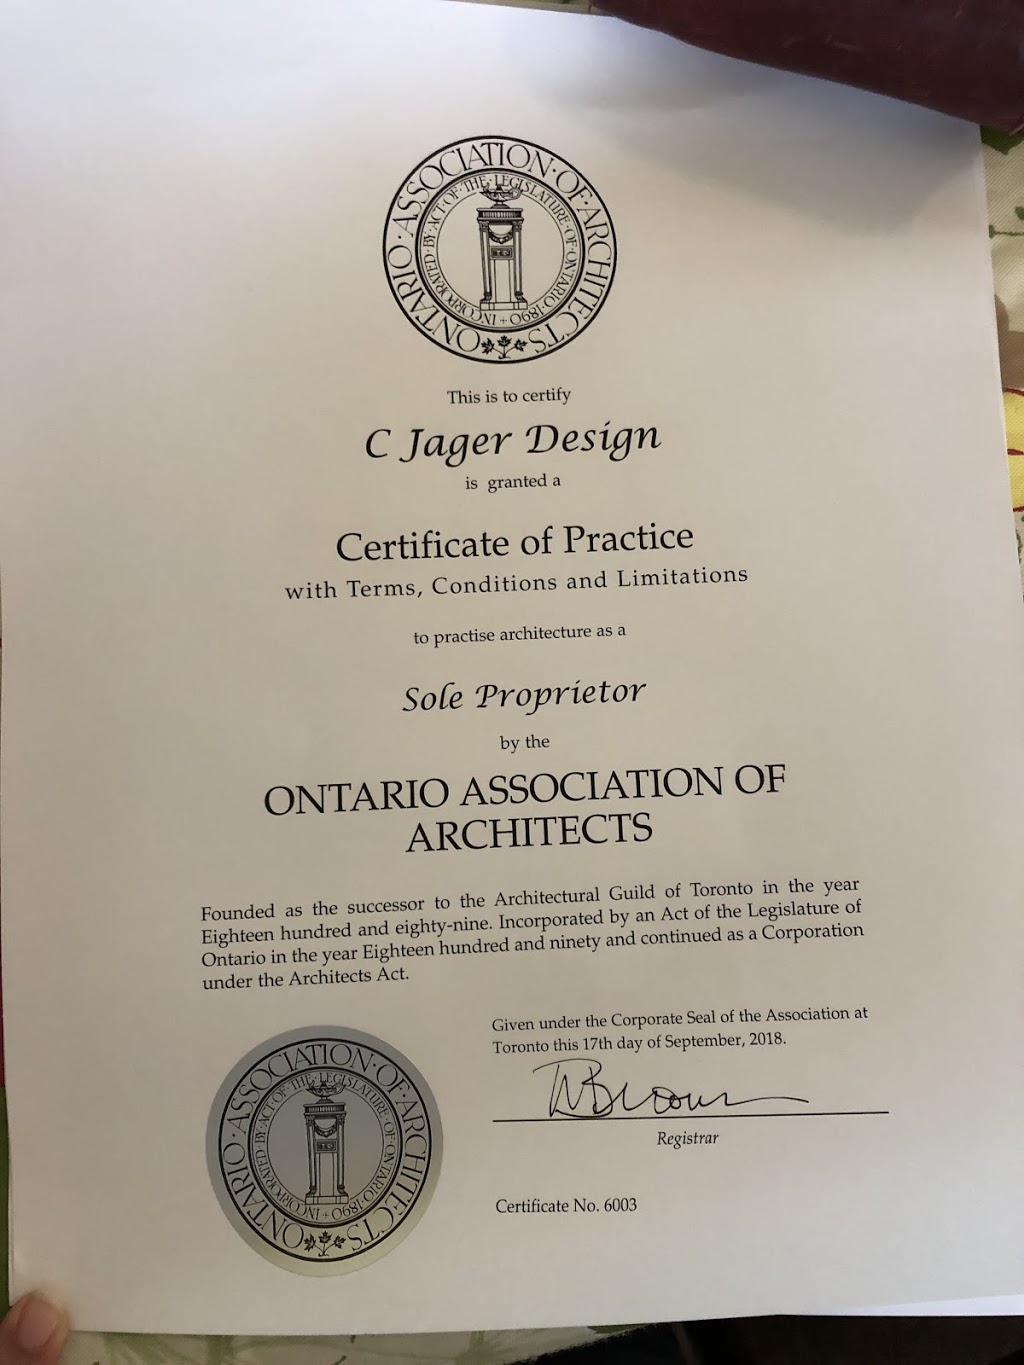 ONTARIO·ASSOCIATION·OF·ARCHITECTS
INCORPORATED·BY·ACT·OF·THE·LEGISLATURE·OF·ONTARIO·1890
This is to certify
C Jager Design
is granted a
Certificate of Practice
with Terms, Conditions and Limitations
to practise architecture as a
Sole Proprietor
by the
ONTARIO ASSOCIATION OF
ARCHITECTS
Founded as the successor to the Architectural Guild of Toronto in the year
Eighteen hundred and eighty-nine. Incorporated by an Act of the Legislature of
Ontario in the year Eighteen hundred and ninety and continued as a Corporation
under the Architects Act.
Given under the Corporate Seal of the Association at
Toronto this 17th day of September, 2018.
Registrar
Certificate No. 6003
ONTARIO·ASSOCIATION·OF·ARCHITECTS
INCORPORATED·BY·ACT·OF·THE·LEGISLATURE·OF·ONTARIO·1890